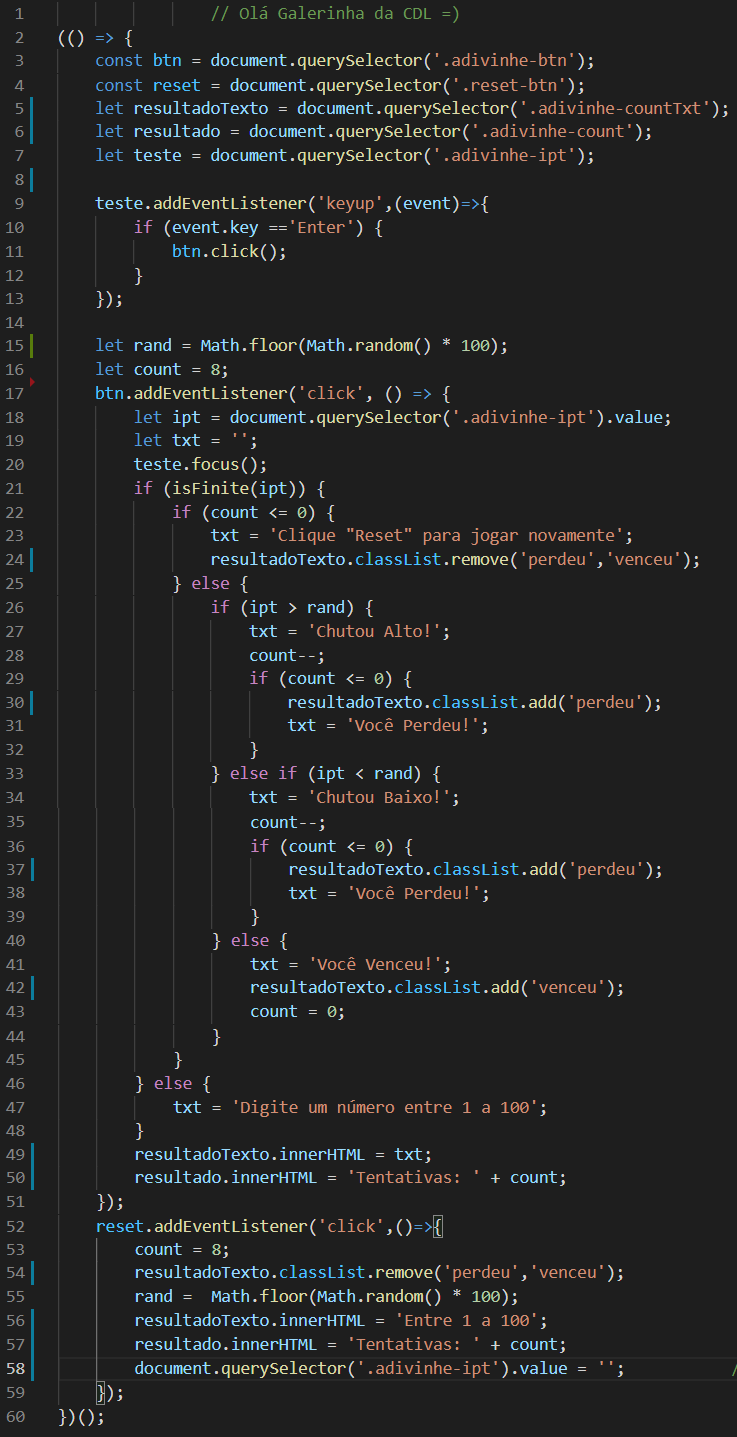 1 // Olá Galerinha da CDL =)
2 (() => {
3 const btn = document.querySelector('.adivinhe-btn');
4 const reset = document.querySelector('.reset-btn');
5 let resultadoTexto = document.querySelector('.adivinhe-countTxt');
6 let resultado = document.querySelector('.adivinhe-count');
7 let teste = document.querySelector('.adivinhe-ipt');
8
9 teste.addEventListener('keyup',(event)=>{
10 if (event.key =='Enter') {
11 btn.click();
12 }
13 });
14
15 let rand = Math.floor(Math.random() * 100);
16 let count = 8;
17 btn.addEventListener('click', () => {
18 let ipt = document.querySelector('.adivinhe-ipt').value;
19 let txt = '';
20 teste.focus();
21 if (isFinite(ipt)) {
22 if (count <= 0) {
23 txt = 'Clique "Reset" para jogar novamente';
24 resultadoTexto.classList.remove('perdeu','venceu');
25 } else {
26 if (ipt > rand) {
27 txt = 'Chutou Alto!';
28 count--;
29 if (count <= 0) {
30 resultadoTexto.classList.add('perdeu');
31 txt = 'Você Perdeu!';
32 }
33 } else if (ipt < rand) {
34 txt = 'Chutou Baixo!';
35 count--;
36 if (count <= 0) {
37 resultadoTexto.classList.add('perdeu');
38 txt = 'Você Perdeu!';
39 }
40 } else {
41 txt = 'Você Venceu!';
42 resultadoTexto.classList.add('venceu');
43 count = 0;
44 }
45 }
46 } else {
47 txt = 'Digite um número entre 1 a 100';
48 }
49 resultadoTexto.innerHTML = txt;
50 resultado.innerHTML = 'Tentativas: ' + count;
51 });
52 reset.addEventListener('click',()=>{
53 count = 8;
54 resultadoTexto.classList.remove('perdeu','venceu');
55 rand =  Math.floor(Math.random() * 100);
56 resultadoTexto.innerHTML = 'Entre 1 a 100';
57 resultado.innerHTML = 'Tentativas: ' + count;
58 document.querySelector('.adivinhe-ipt').value = ''; /
59 });
60 })();